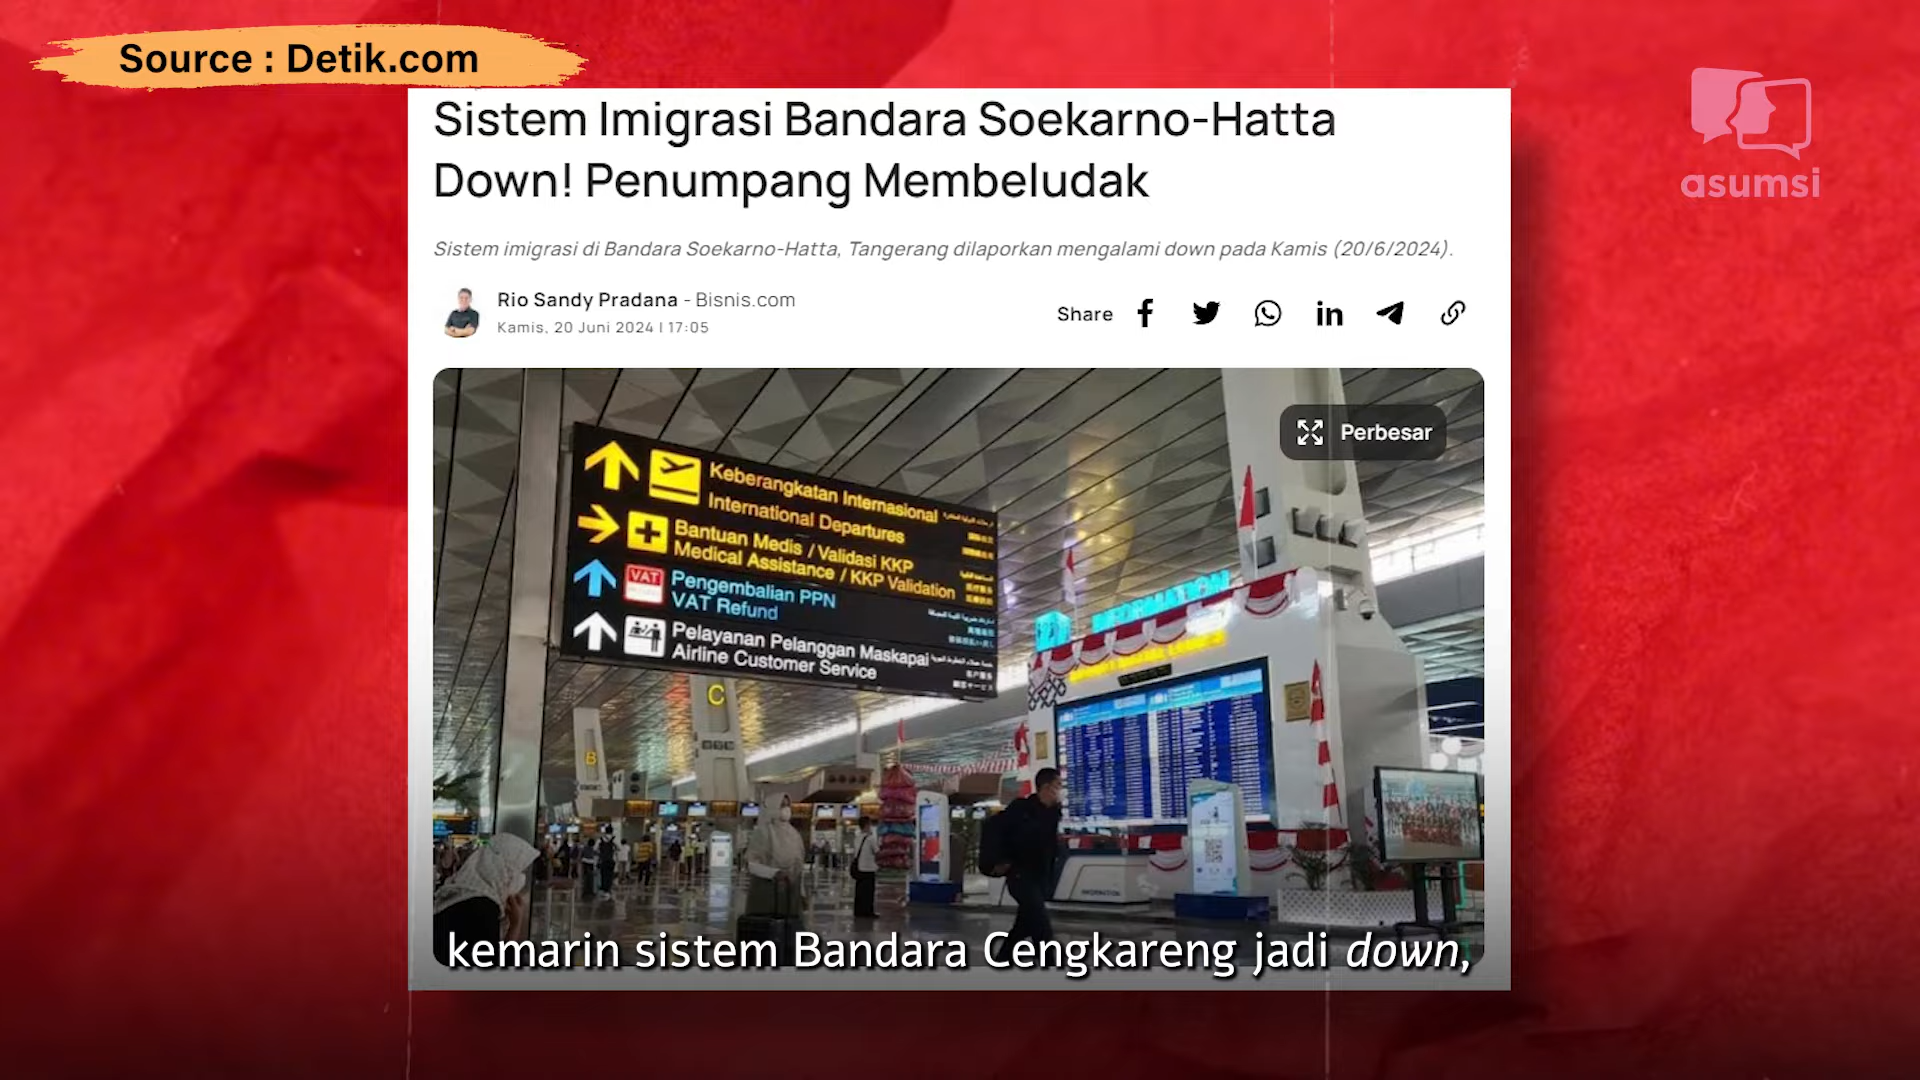 Source : Detik.com
asumsi
Sistem Imigrasi Bandara Soekarno-Hatta
Down! Penumpang Membeludak
Sistem imigrasi di Bandara Soekarno-Hatta, Tangerang dilaporkan mengalami down pada Kamis (20/6/2024).
Rio Sandy Pradana - Bisnis.com
Kamis, 20 Juni 2024 | 17:05
Share
Perbesar
Keberangkatan Internasional
International Departures
Bantuan Medis / Validasi KKP
Medical Assistance / KKP Validation
VAT
Pengembalian PPN
VAT Refund
Pelayanan Pelanggan Maskapai
Airline Customer Service
INFORMATION
C
B
kemarin sistem Bandara Cengkareng jadi down,